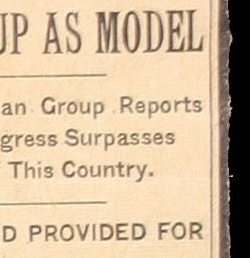 UP AS MODEL
an Group Reports
gress Surpasses
This Country.
D PROVIDED FOR